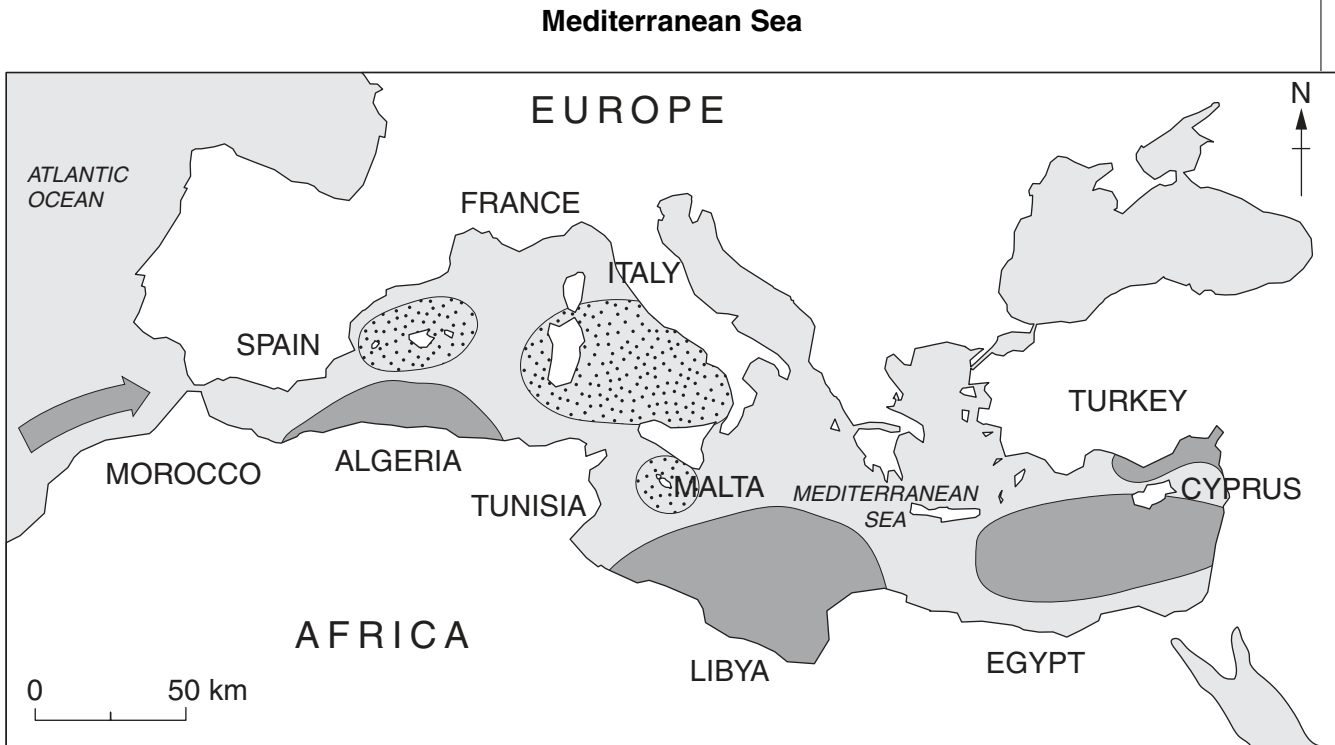 Mediterranean Sea
EUROPE
N
ATLANTIC
OCEAN
FRANCE
ITALY
SPAIN
TURKEY
MOROCCO
ALGERIA
TUNISIA
MALTA
MEDITERRANEAN
SEA
CYPRUS
AFRICA
LIBYA
EGYPT
0 50 km